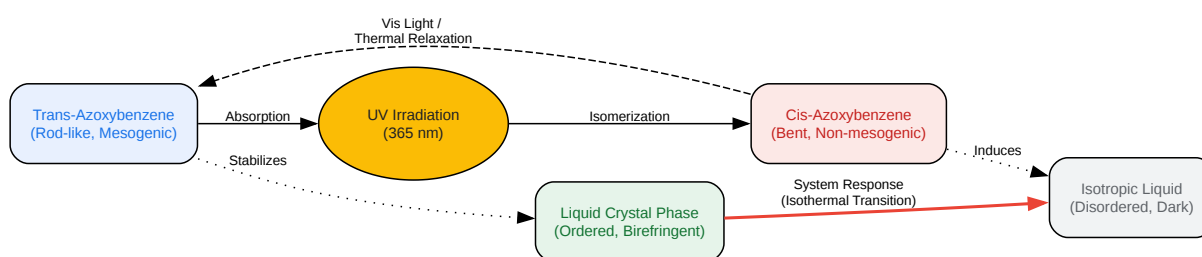 Vis Light /
Thermal Relaxation
Trans-Azoxybenzene
(Rod-like, Mesogenic)
Absorption
UV Irradiation
(365 nm)
Isomerization
Cis-Azoxybenzene
(Bent, Non-mesogenic)
Stabilizes
Induces
Liquid Crystal Phase
(Ordered, Birefringent)
System Response
(Isothermal Transition)
Isotropic Liquid
(Disordered, Dark)